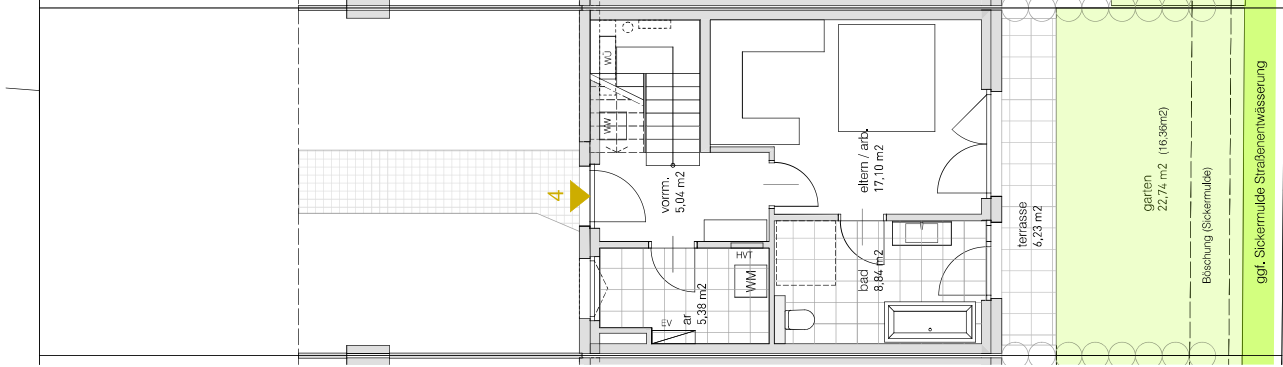 4
WÜ
WW
vorrm.
5,04 m2
HVT
WM
EV
ar
5,38 m2
eltern / arb.
17,10 m2
bad
8,84 m2
terrasse
6,23 m2
garten
22,74 m2 (16,36m2)
Böschung (Sickermulde)
ggf. Sickermulde Straßenentwässerung